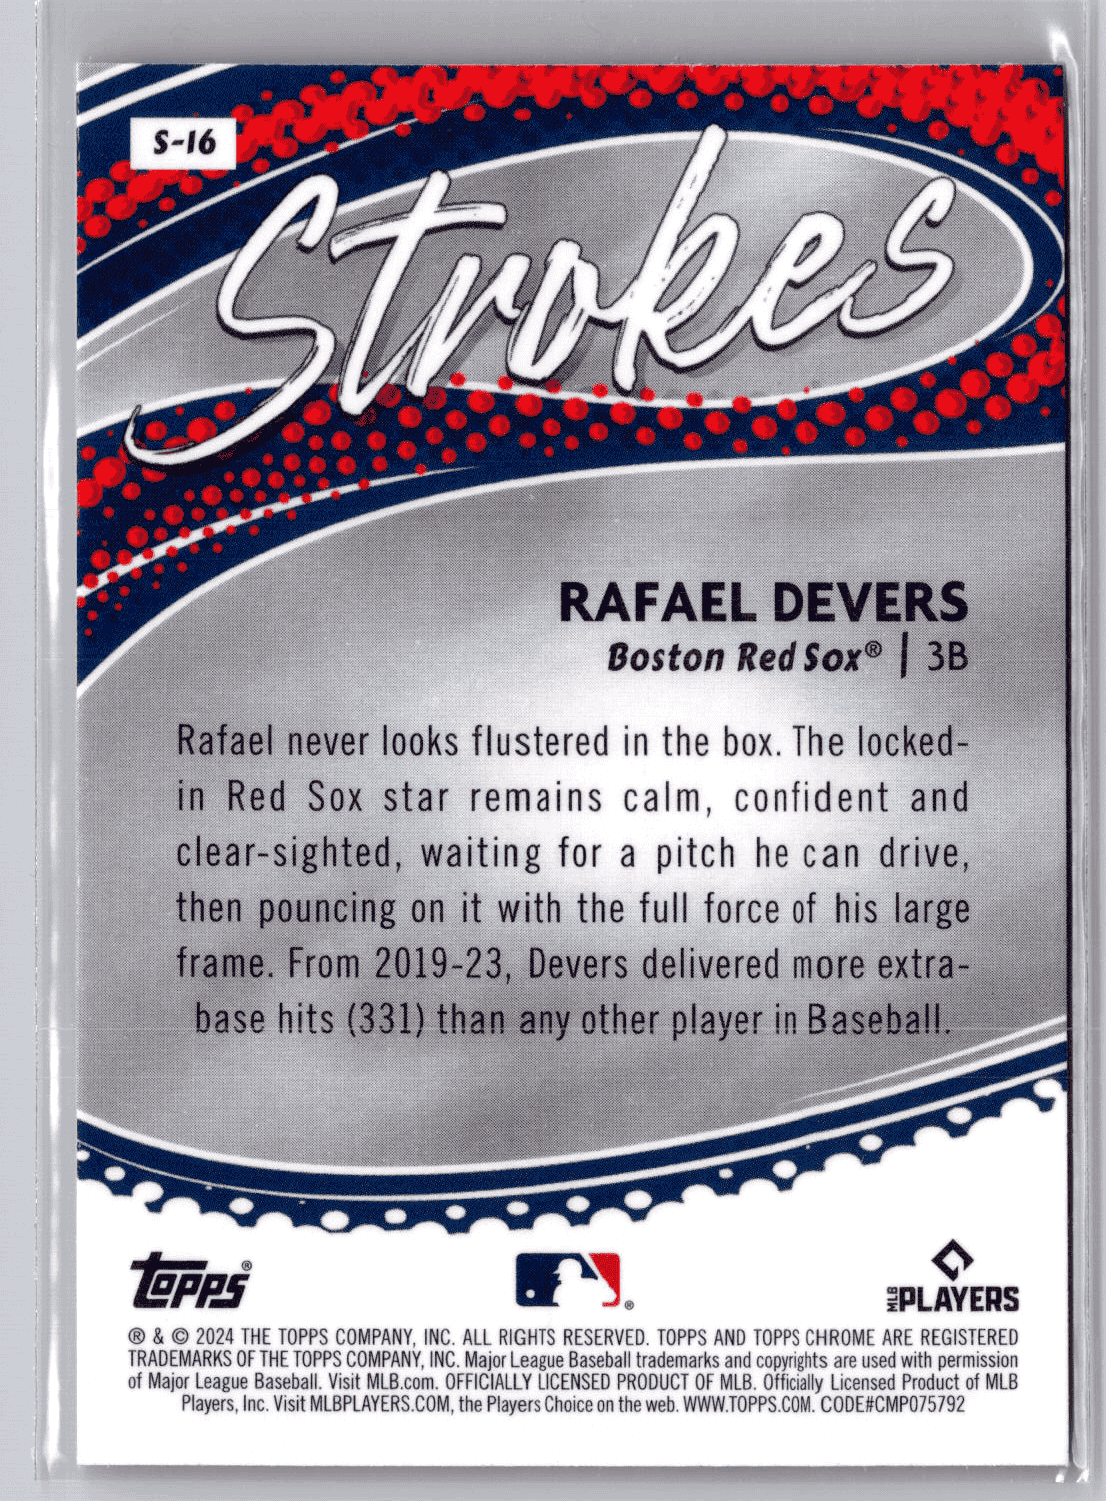 S-16
Strokes
RAFAEL DEVERS
Boston Red Sox® | 3B
Rafael never looks flustered in the box. The locked-
in Red Sox star remains calm, confident and
clear-sighted, waiting for a pitch he can drive,
then pouncing on it with the full force of his large
frame. From 2019-23, Devers delivered more extra-
base hits (331) than any other player in Baseball.
topps®
®
MLB PLAYERS
® & © 2024 THE TOPPS COMPANY, INC. ALL RIGHTS RESERVED. TOPPS AND TOPPS CHROME ARE REGISTERED
TRADEMARKS OF THE TOPPS COMPANY, INC. Major League Baseball trademarks and copyrights are used with permission
of Major League Baseball. Visit MLB.com. OFFICIALLY LICENSED PRODUCT OF MLB. Officially Licensed Product of MLB
Players, Inc. Visit MLBPLAYERS.COM, the Players Choice on the web. WWW.TOPPS.COM. CODE#CMP075792